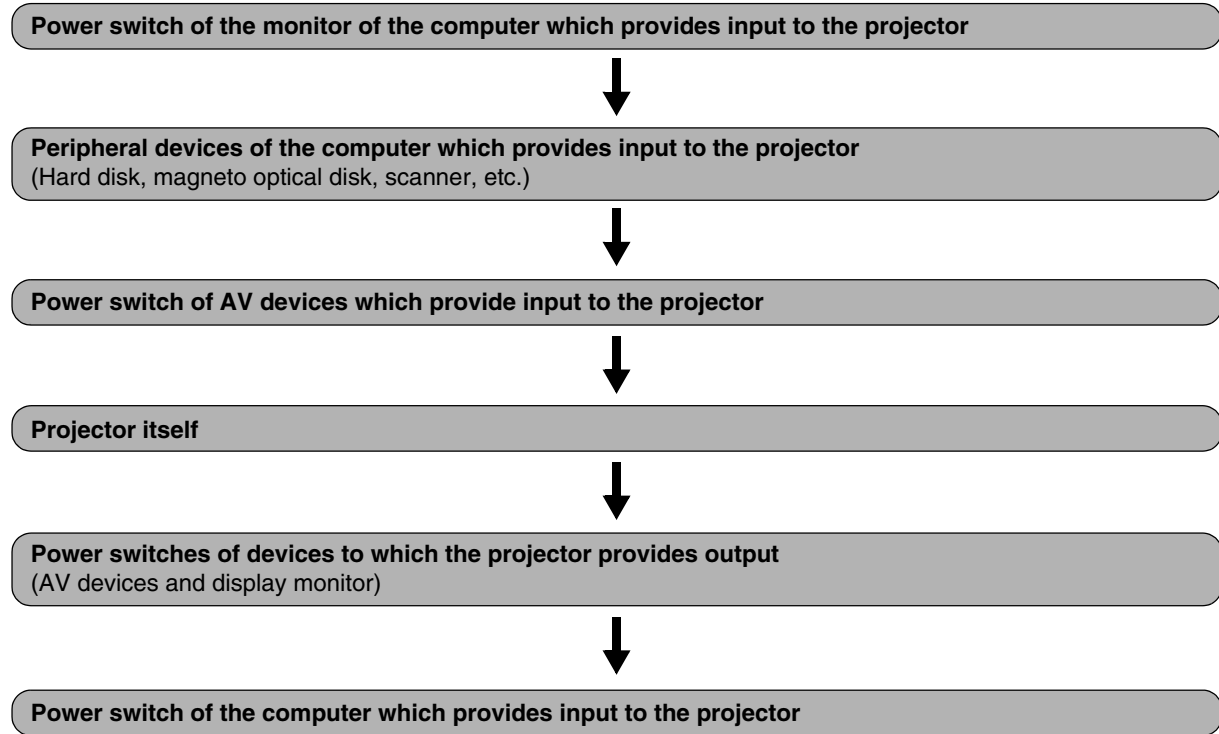 Power switch of the monitor of the computer which provides input to the projector
Peripheral devices of the computer which provides input to the projector
(Hard disk, magneto optical disk, scanner, etc.)
Power switch of AV devices which provide input to the projector
Projector itself
Power switches of devices to which the projector provides output
(AV devices and display monitor)
Power switch of the computer which provides input to the projector